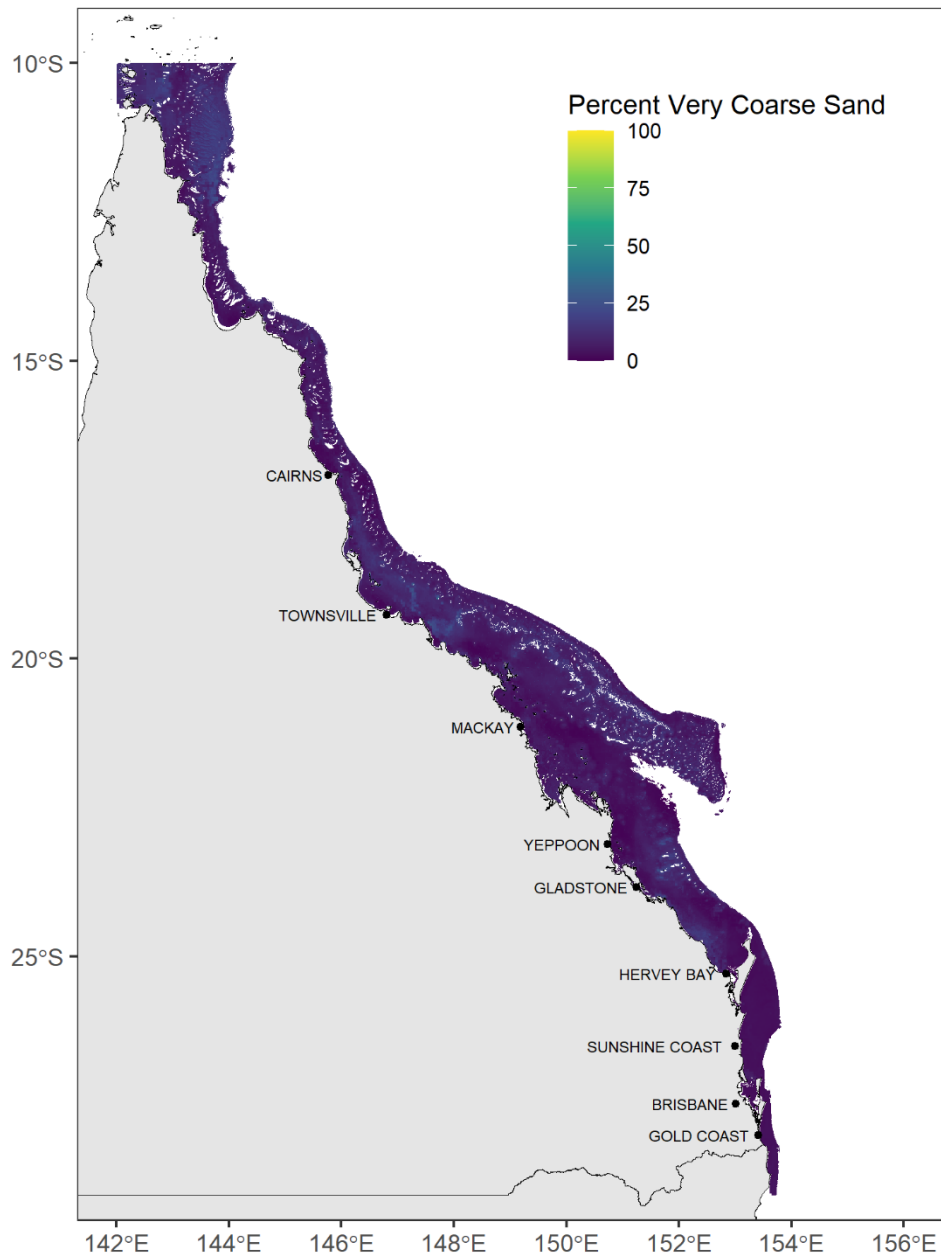 10°S
Percent Very Coarse Sand
100
75
50
25
0
15°S
CAIRNS
TOWNSVILLE
20°S
MACKAY
YEPPOON
GLADSTONE
25°S
HERVEY BAY
SUNSHINE COAST
BRISBANE
GOLD COAST
142°E 144°E 146°E 148°E 150°E 152°E 154°E 156°E